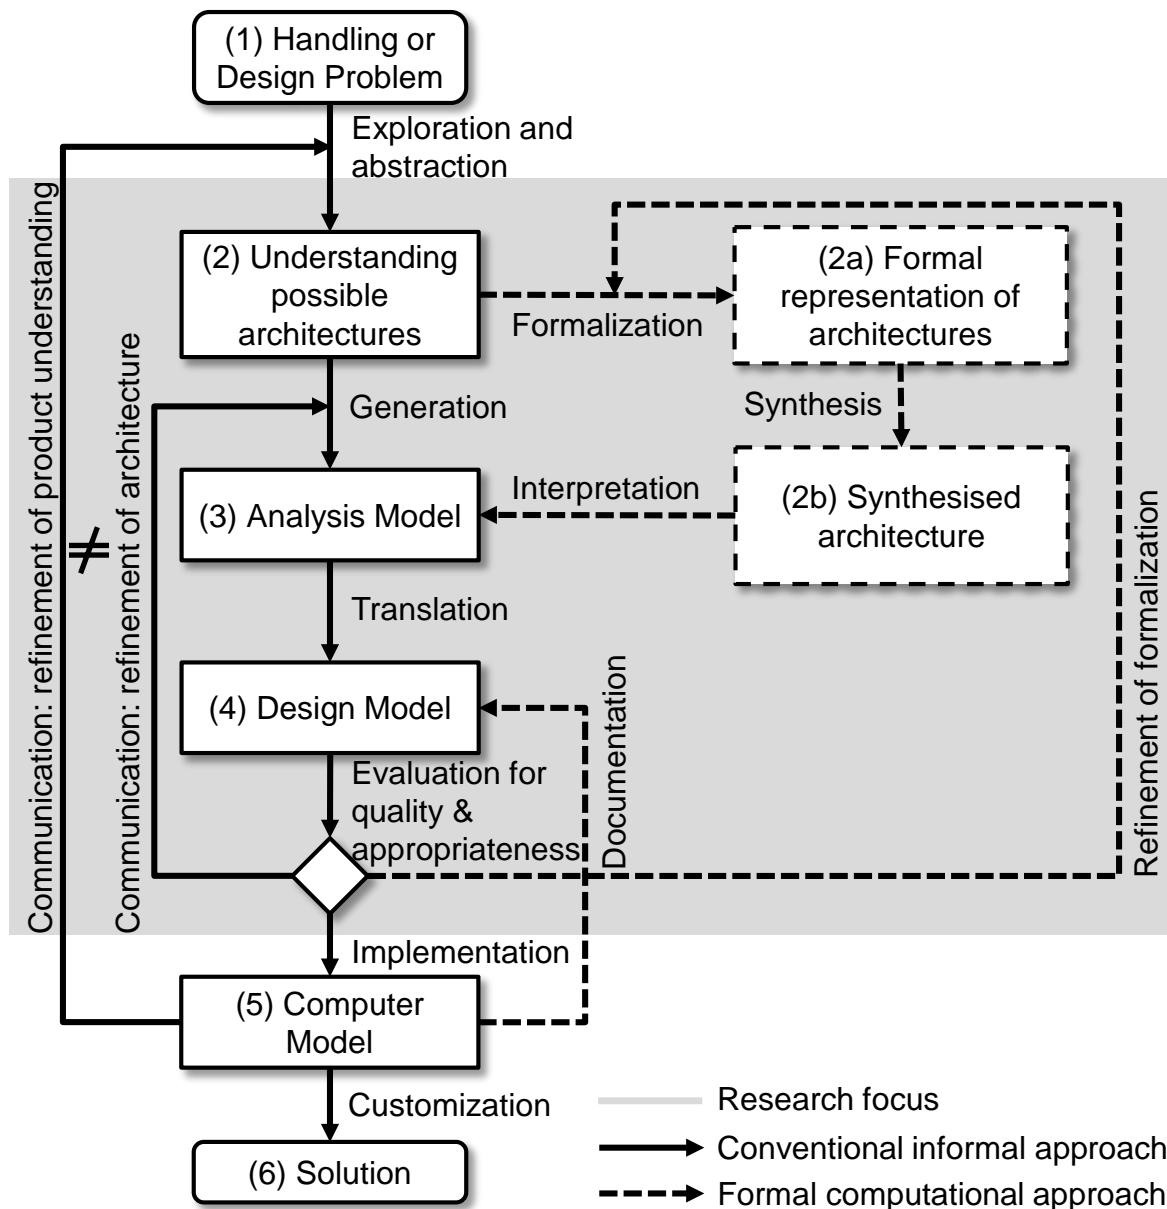 (1) Handling or
Design Problem
Exploration and
abstraction
(2) Understanding
possible
architectures
Formalization
(2a) Formal
representation of
architectures
Synthesis
Generation
(3) Analysis Model
Interpretation
(2b) Synthesised
architecture
Translation
(4) Design Model
Evaluation for
quality &
appropriateness
Documentation
Refinement of formalization
Communication: refinement of product understanding
≠
Communication: refinement of architecture
Implementation
(5) Computer
Model
Customization
(6) Solution
Research focus
Conventional informal approach
Formal computational approach